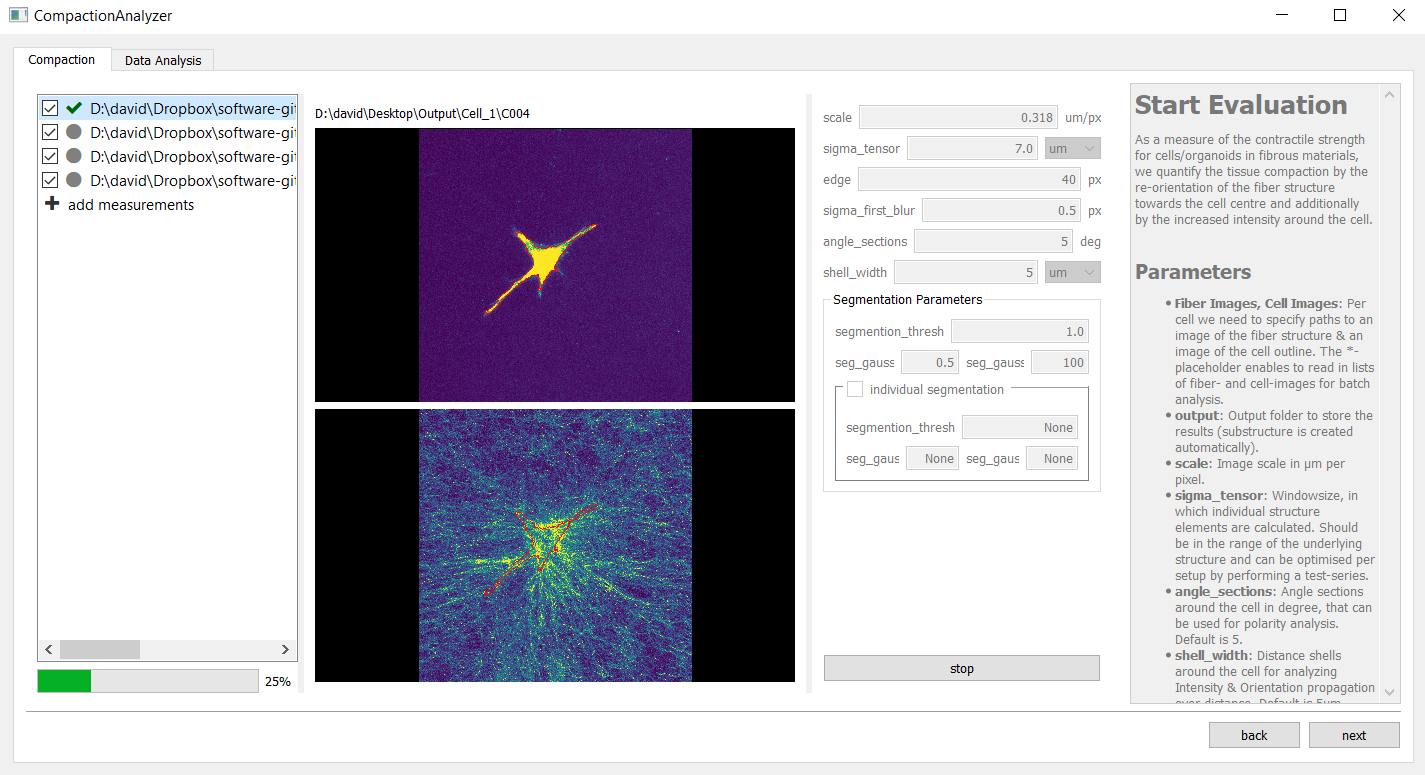 CompactionAnalyzer
Compaction
Data Analysis
D:\david\Dropbox\software-git
D:\david\Dropbox\software-git
D:\david\Dropbox\software-git
D:\david\Dropbox\software-git
add measurements
25%
D:\david\Desktop\Output\Cell_1\C004
scale 0.318 um/px
sigma_tensor 7.0 um
edge 40 px
sigma_first_blur 0.5 px
angle_sections 5 deg
shell_width 5 um
Segmentation Parameters
segmention_thresh 1.0
seg_gauss 0.5 seg_gauss 100
individual segmentation
segmention_thresh None
seg_gaus None seg_gaus None
stop
Start Evaluation
As a measure of the contractile strength
for cells/organoids in fibrous materials,
we quantify the tissue compaction by the
re-orientation of the fiber structure
towards the cell centre and additionally
by the increased intensity around the cell.
Parameters
• Fiber Images, Cell Images: Per
cell we need to specify paths to an
image of the fiber structure & an
image of the cell outline. The *-
placeholder enables to read in lists
of fiber- and cell-images for batch
analysis.
• output: Output folder to store the
results (substructure is created
automatically).
• scale: Image scale in µm per
pixel.
• sigma_tensor: Windowsize, in
which individual structure
elements are calculated. Should
be in the range of the underlying
structure and can be optimised per
setup by performing a test-series.
• angle_sections: Angle sections
around the cell in degree, that can
be used for polarity analysis.
Default is 5.
• shell_width: Distance shells
around the cell for analyzing
Intensity & Orientation propagation
over distance. Default is 5um
back
next